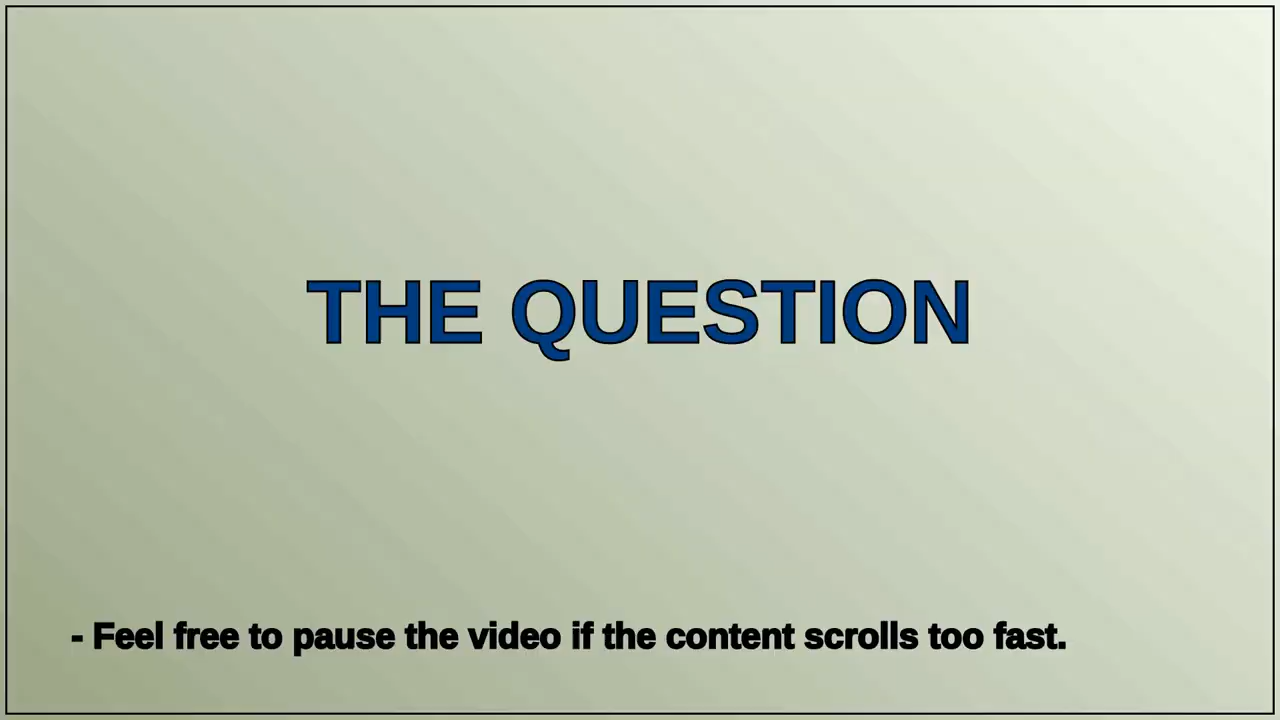 THE QUESTION
- Feel free to pause the video if the content scrolls too fast.